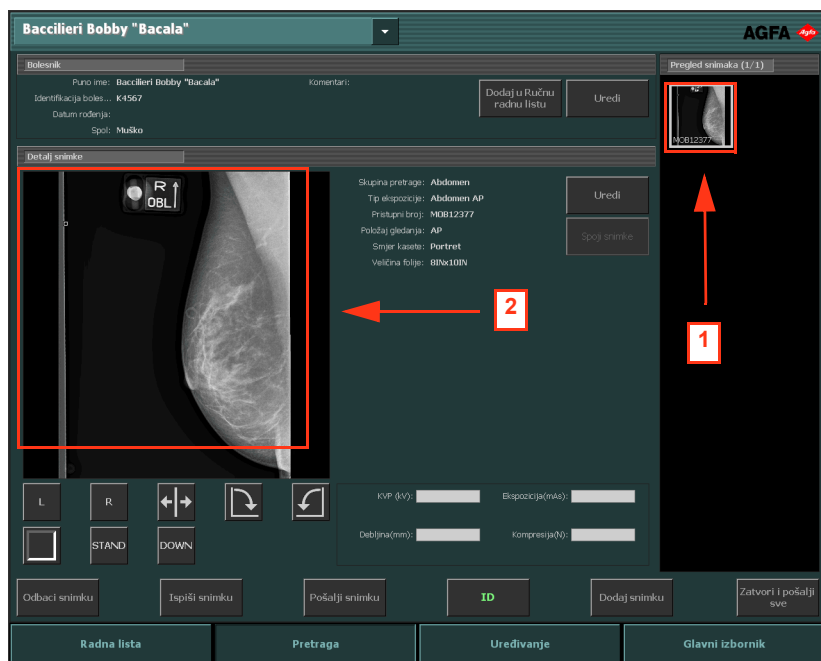 Baccilieri Bobby "Bacala"
AGFA
Agfa
Bolesnik
Puno ime: Baccilieri Bobby "Bacala"
Komentari:
Identifikacija boles... K4567
Datum rođenja:
Spol: Muško
Dodaj u Ručnu
radnu listu
Uredi
Pregled snimaka (1/1)
MOB12377
Detalj snimke
R
OBL
Skupina pretrage: Abdomen
Tip ekspozicije: Abdomen AP
Pristupni broj: MOB12377
Položaj gledanja: AP
Smjer kasete: Portret
Veličina folije: 8INx10IN
Uredi
Spoji snimke
2
1
L
R
STAND
DOWN
KVP (kV):
Ekspozicija(mAs):
Debljina(mm):
Kompresija(N):
Odbaci snimku
Ispiši snimku
Pošalji snimku
ID
Dodaj snimku
Zatvori i pošalji
sve
Radna lista
Pretraga
Uređivanje
Glavni izbornik